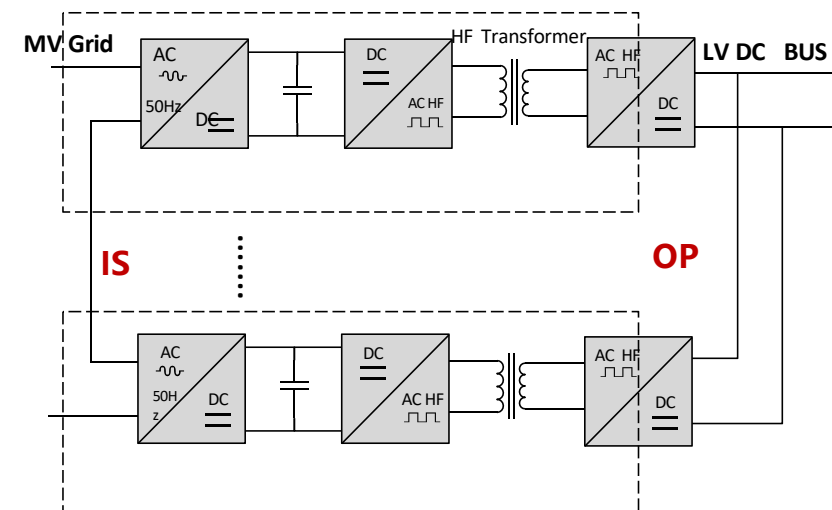 MV Grid
AC
50Hz
DC
DC
AC HF
HF Transformer
AC HF
DC
LV DC BUS
IS
OP
AC
50H
z
DC
DC
AC HF
AC HF
DC